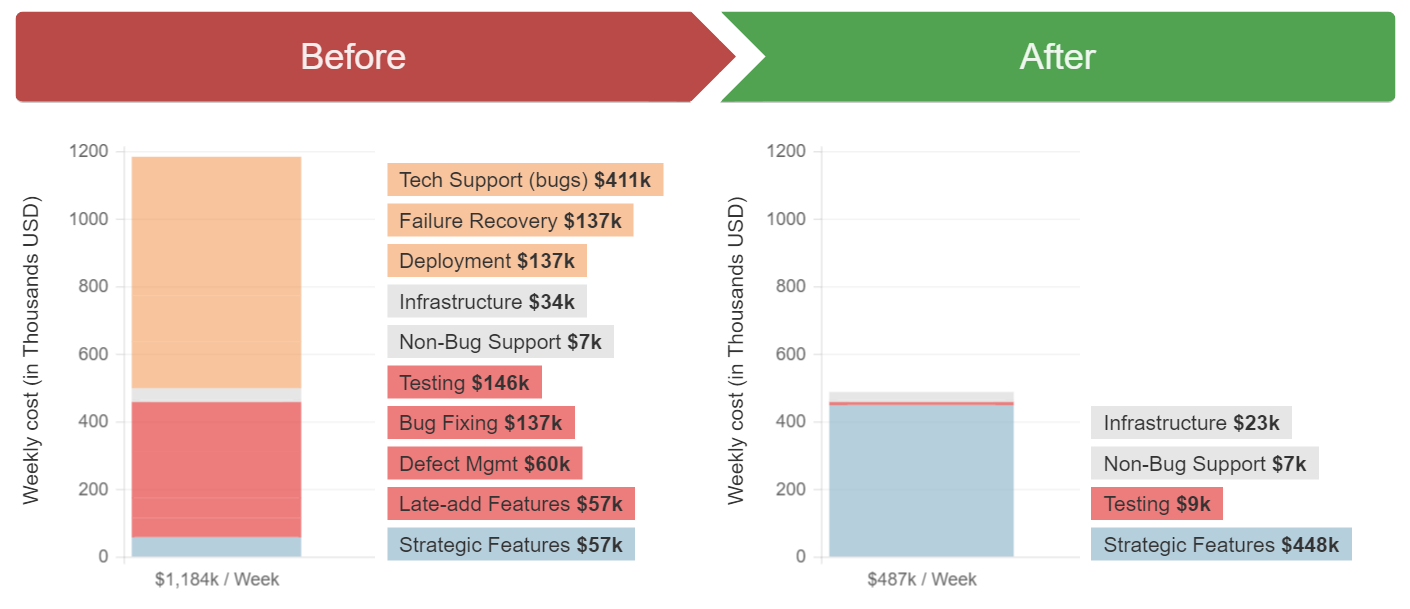 Before
After
Weekly cost (in Thousands USD)
1200
1000
800
600
400
200
0
$1,184k / Week
Tech Support (bugs) $411k
Failure Recovery $137k
Deployment $137k
Infrastructure $34k
Non-Bug Support $7k
Testing $146k
Bug Fixing $137k
Defect Mgmt $60k
Late-add Features $57k
Strategic Features $57k
Weekly cost (in Thousands USD)
1200
1000
800
600
400
200
0
$487k / Week
Infrastructure $23k
Non-Bug Support $7k
Testing $9k
Strategic Features $448k